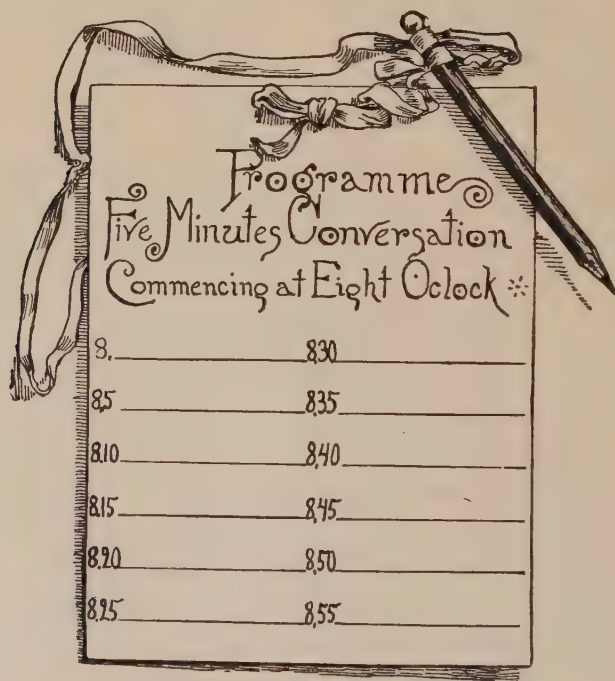 Programme
Five Minutes Conversation
Commencing at Eight Oclock
8. 8,30
8,5 8,35
8,10 8,40
8,15 8,45
8,20 8,50
8,25 8,55